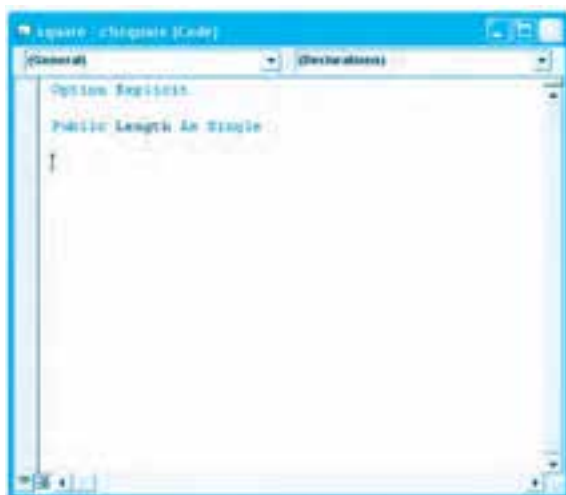 square - clsSquare (Code)
(General) (Declarations)
Option Explicit
Public Length As Single